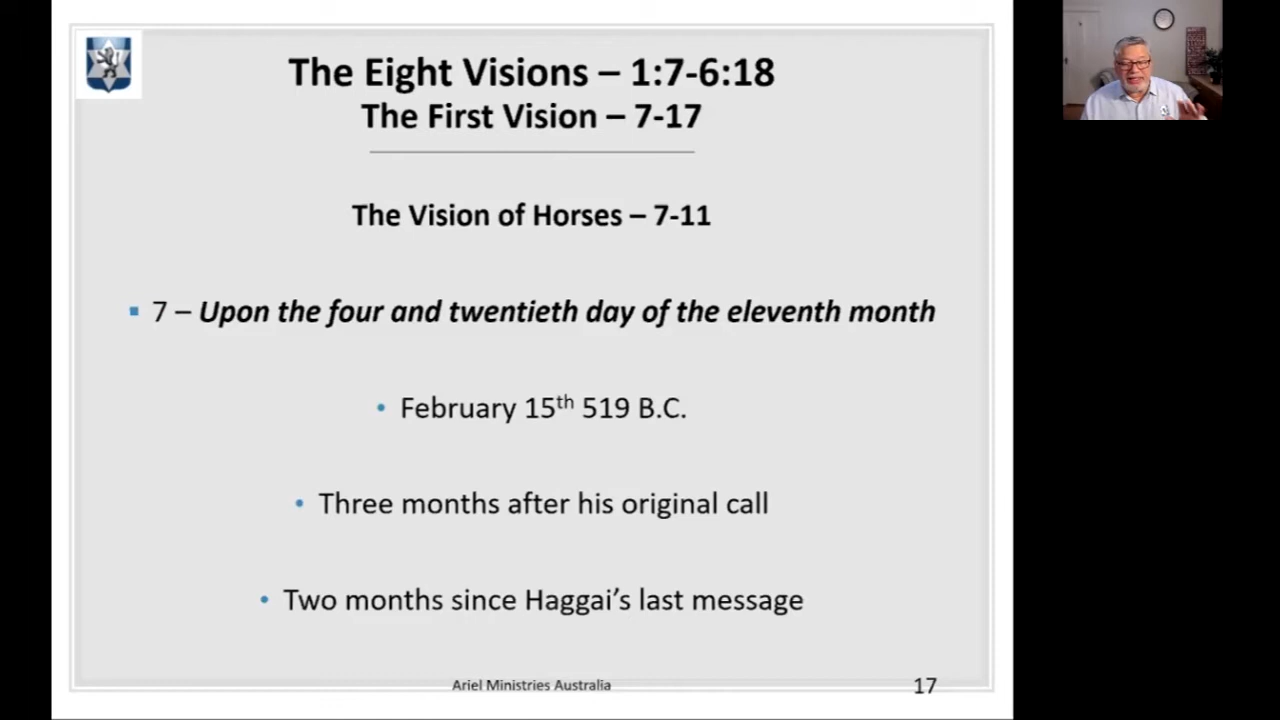 The Eight Visions – 1:7-6:18
The First Vision – 7-17
The Vision of Horses – 7-11
▪ 7 – Upon the four and twentieth day of the eleventh month
• February 15th 519 B.C.
• Three months after his original call
• Two months since Haggai's last message
Ariel Ministries Australia
17